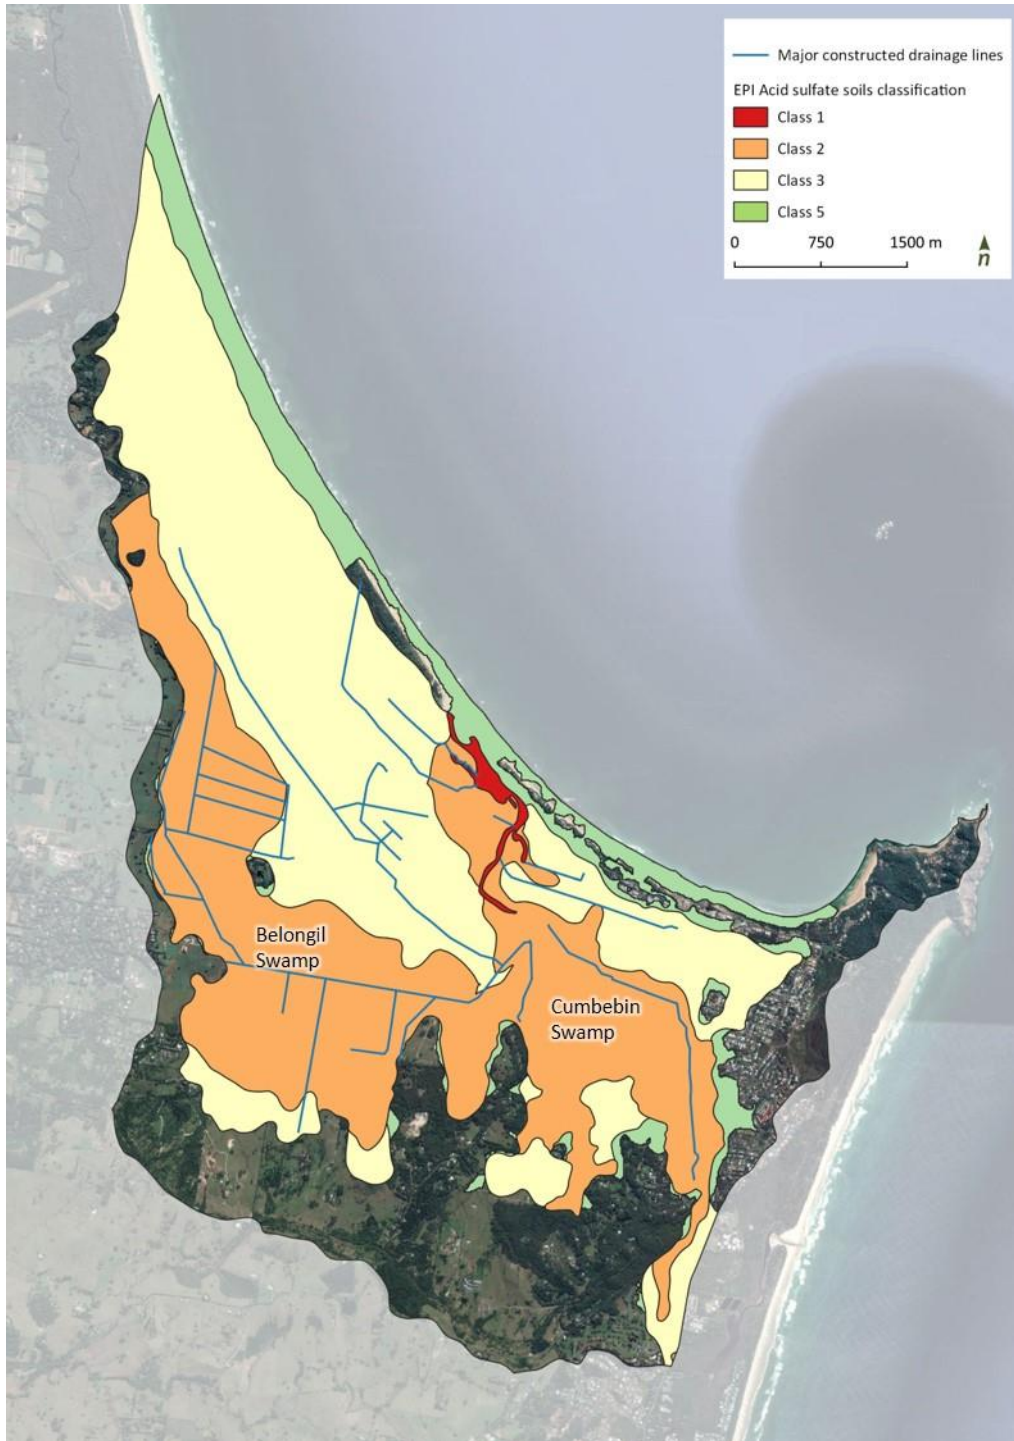 Major constructed drainage lines
EPI Acid sulfate soils classification
Class 1
Class 2
Class 3
Class 5
0 750 1500 m
n
Belongil
Swamp
Cumbebin
Swamp